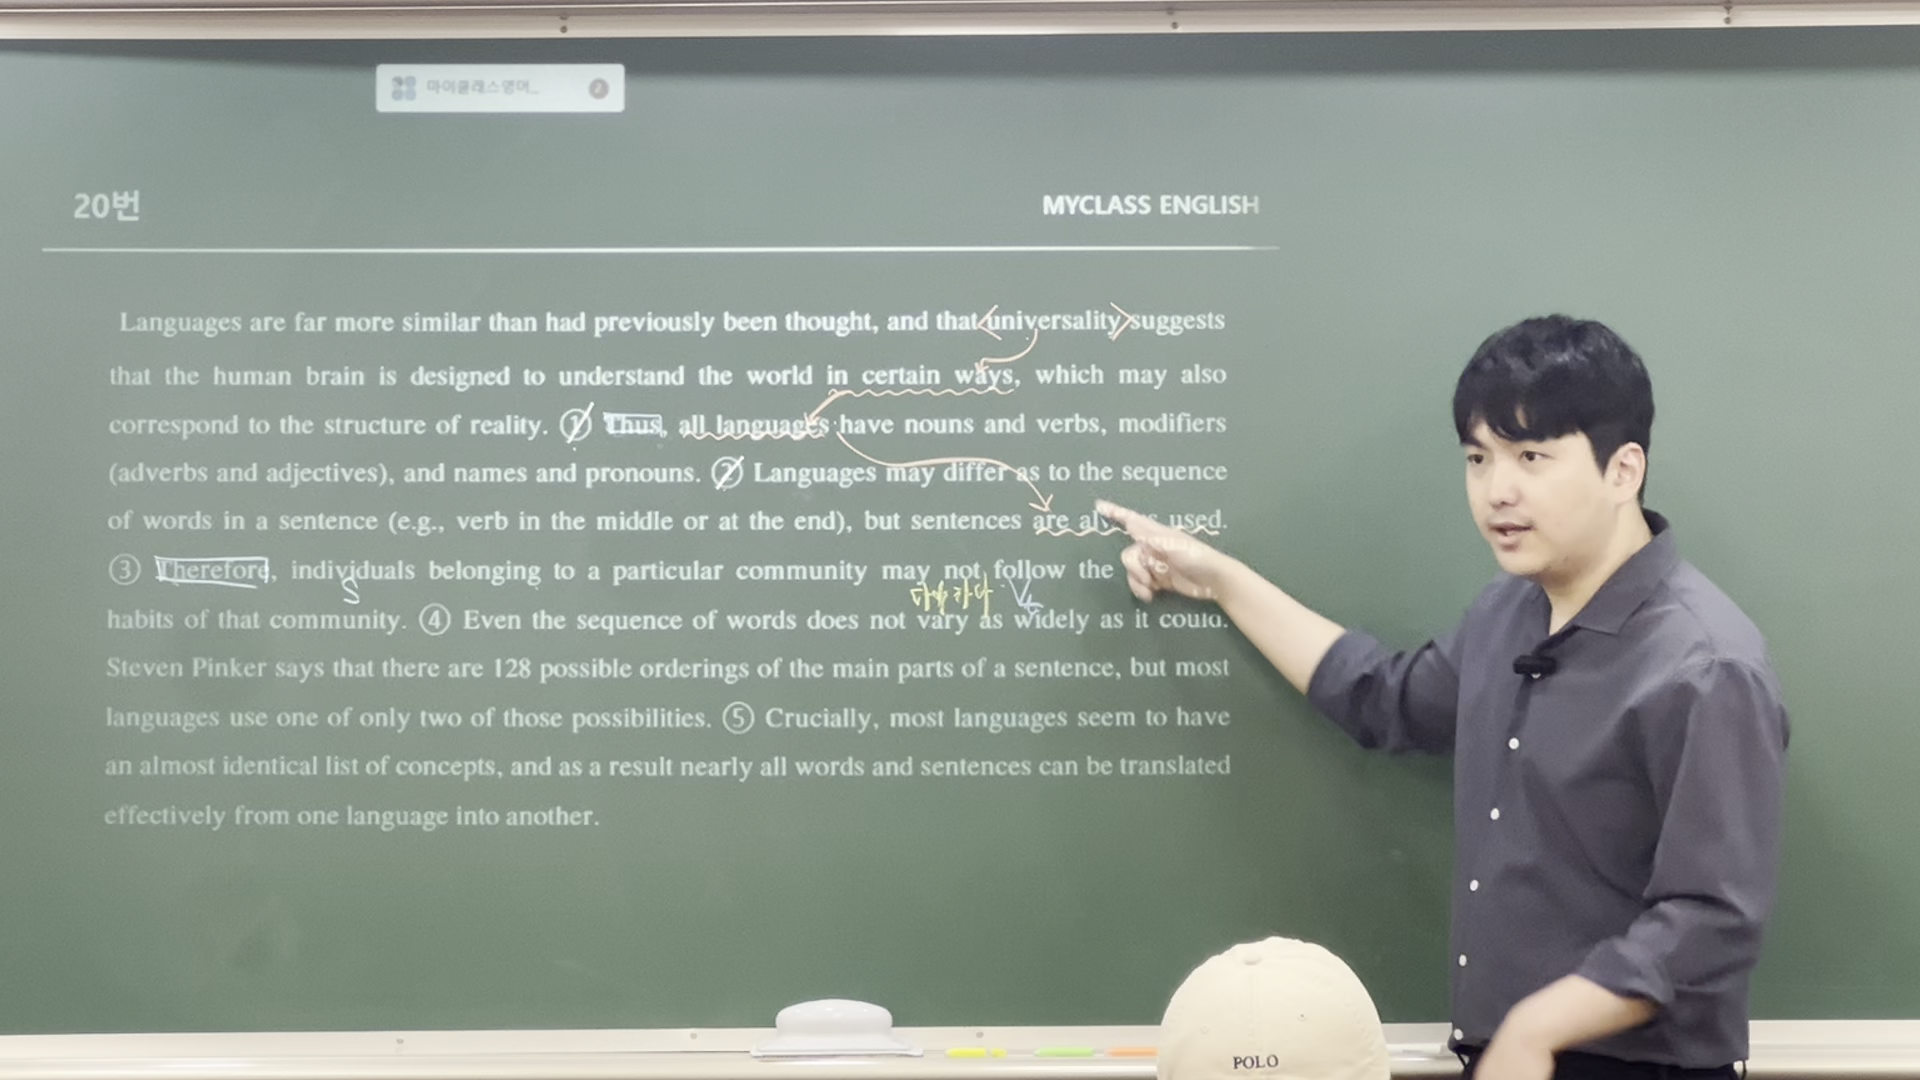 마이클래스영어...
20번
MYCLASS ENGLISH
Languages are far more similar than had previously been thought, and that <universality> suggests
that the human brain is designed to understand the world in certain ways, which may also
correspond to the structure of reality. ① Thus, all languages have nouns and verbs, modifiers
(adverbs and adjectives), and names and pronouns. ② Languages may differ as to the sequence
of words in a sentence (e.g., verb in the middle or at the end), but sentences are used.
③ Therefore, individuals belonging to a particular community may not follow the
S
habits of that community. ④ Even the sequence of words does not vary as widely as it could.
Steven Pinker says that there are 128 possible orderings of the main parts of a sentence, but most
languages use one of only two of those possibilities. ⑤ Crucially, most languages seem to have
an almost identical list of concepts, and as a result nearly all words and sentences can be translated
effectively from one language into another.
POLO